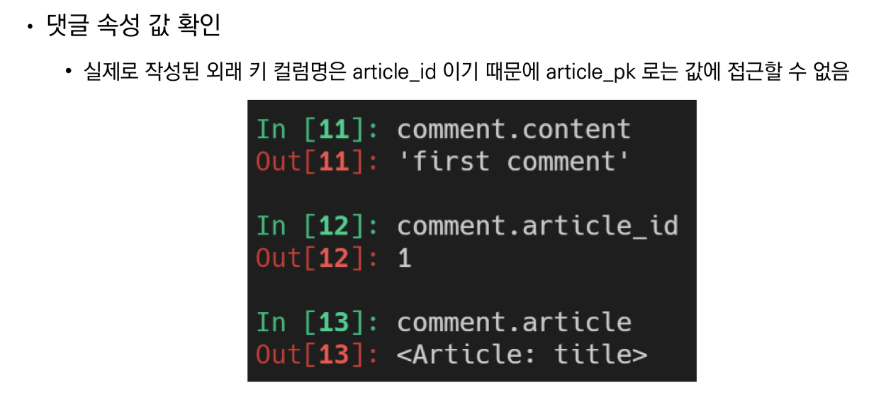 • 댓글 속성 값 확인
• 실제로 작성된 외래 키 컬럼명은 article_id 이기 때문에 article_pk 로는 값에 접근할 수 없음
In [11]: comment.content
Out[11]: 'first comment'
In [12]: comment.article_id
Out[12]: 1
In [13]: comment.article
Out[13]: <Article: title>